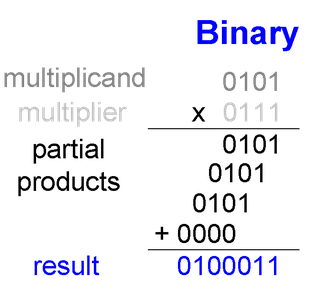 Binary
multiplicand 0101
multiplier x 0111
partial 0101
products 0101
0101
+ 0000
result 0100011